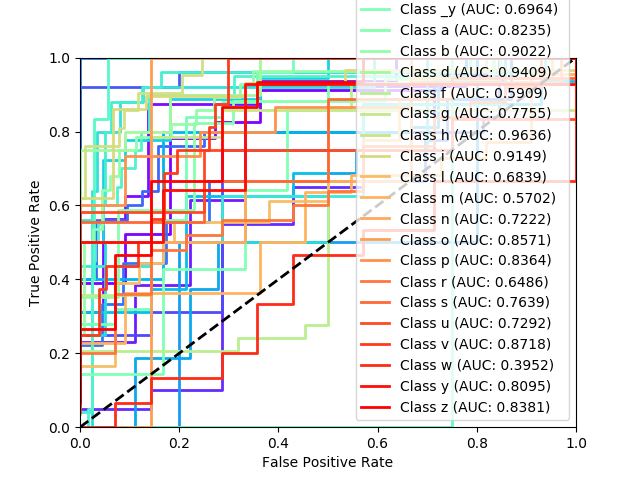 Class _y (AUC: 0.6964)
Class a (AUC: 0.8235)
Class b (AUC: 0.9022)
Class d (AUC: 0.9409)
Class f (AUC: 0.5909)
Class g (AUC: 0.7755)
Class h (AUC: 0.9636)
Class i (AUC: 0.9149)
Class l (AUC: 0.6839)
Class m (AUC: 0.5702)
Class n (AUC: 0.7222)
Class o (AUC: 0.8571)
Class p (AUC: 0.8364)
Class r (AUC: 0.6486)
Class s (AUC: 0.7639)
Class u (AUC: 0.7292)
Class v (AUC: 0.8718)
Class w (AUC: 0.3952)
Class y (AUC: 0.8095)
Class z (AUC: 0.8381)
1.0
0.8
0.6
0.4
0.2
0.0
True Positive Rate
0.0 0.2 0.4 0.6 0.8 1.0
False Positive Rate